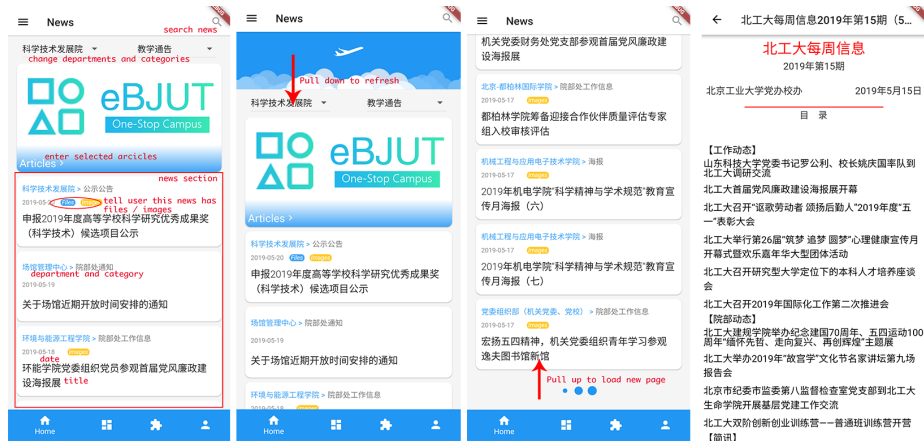 News
search news
科学技术发展院
教学通告
change departments and categories
eBJUT
One-Stop Campus
enter selected arcicles
Articles >
news section
科学技术发展院 > 公示公告
2019-05-20 Files images
tell user this news has
files / images
申报2019年度高等学校科学研究优秀成果奖
（科学技术）候选项目公示
场馆管理中心 > 院部处通知
department and category
2019-05-19
关于场馆近期开放时间安排的通知
环境与能源工程学院 > 院部处工作信息
2019-05-18 images
date
环能学院党委组织党员参观首届党风廉政建
设海报展
title
Home
News
Pull down to refresh
科学技术发展院
教学通告
eBJUT
One-Stop Campus
Articles >
科学技术发展院 > 公示公告
2019-05-20 Files images
申报2019年度高等学校科学研究优秀成果奖
（科学技术）候选项目公示
场馆管理中心 > 院部处通知
2019-05-19
关于场馆近期开放时间安排的通知
环境与能源工程学院 > 院部处工作信息
2019-05-18 images
Home
News
机关党委财务处党支部参观首届党风廉政建
设海报展
北京-都柏林国际学院 > 院部处工作信息
2019-05-17 images
都柏林学院筹备迎接合作伙伴质量评估专家
组入校审核评估
机械工程与应用电子技术学院 > 海报
2019-05-17 images
2019年机电学院“科学精神与学术规范”教育宣
传月海报（六）
机械工程与应用电子技术学院 > 海报
2019-05-17 images
2019年机电学院“科学精神与学术规范”教育宣
传月海报（七）
党委组织部（机关党委、党校） > 院部处工作信息
2019-05-17 images
宏扬五四精神，机关党委组织青年学习参观
逸夫图书馆新馆
Pull up to load new page
Home
北工大每周信息2019年第15期（5...
北工大每周信息
2019年第15期
北京工业大学党办校办 2019年5月15日
目 录
【工作动态】
山东科技大学党委书记罗公利、校长姚庆国率队到
北工大调研交流
北工大首届党风廉政建设海报展开幕
北工大召开“讴歌劳动者 颂扬后勤人”2019年度“五
一”表彰大会
北工大举行第26届“筑梦 追梦 圆梦”心理健康宣传月
开幕式暨欢乐嘉年华大型团体活动
北工大召开研究型大学定位下的本科人才培养座谈
会
北工大召开2019年国际化工作第二次推进会
【院部动态】
北工大建规学院举办纪念建国70周年、五四运动100
周年“缅怀先哲、走向复兴、再创辉煌”主题展
北工大举办2019年“故宫学”文化节名家讲坛第九场
报告会
北京市纪委市监委第八监督检查室党支部到北工大
生命学院开展基层党建工作交流
北工大双阶创新创业训练营——普通班训练营开营
【简讯】